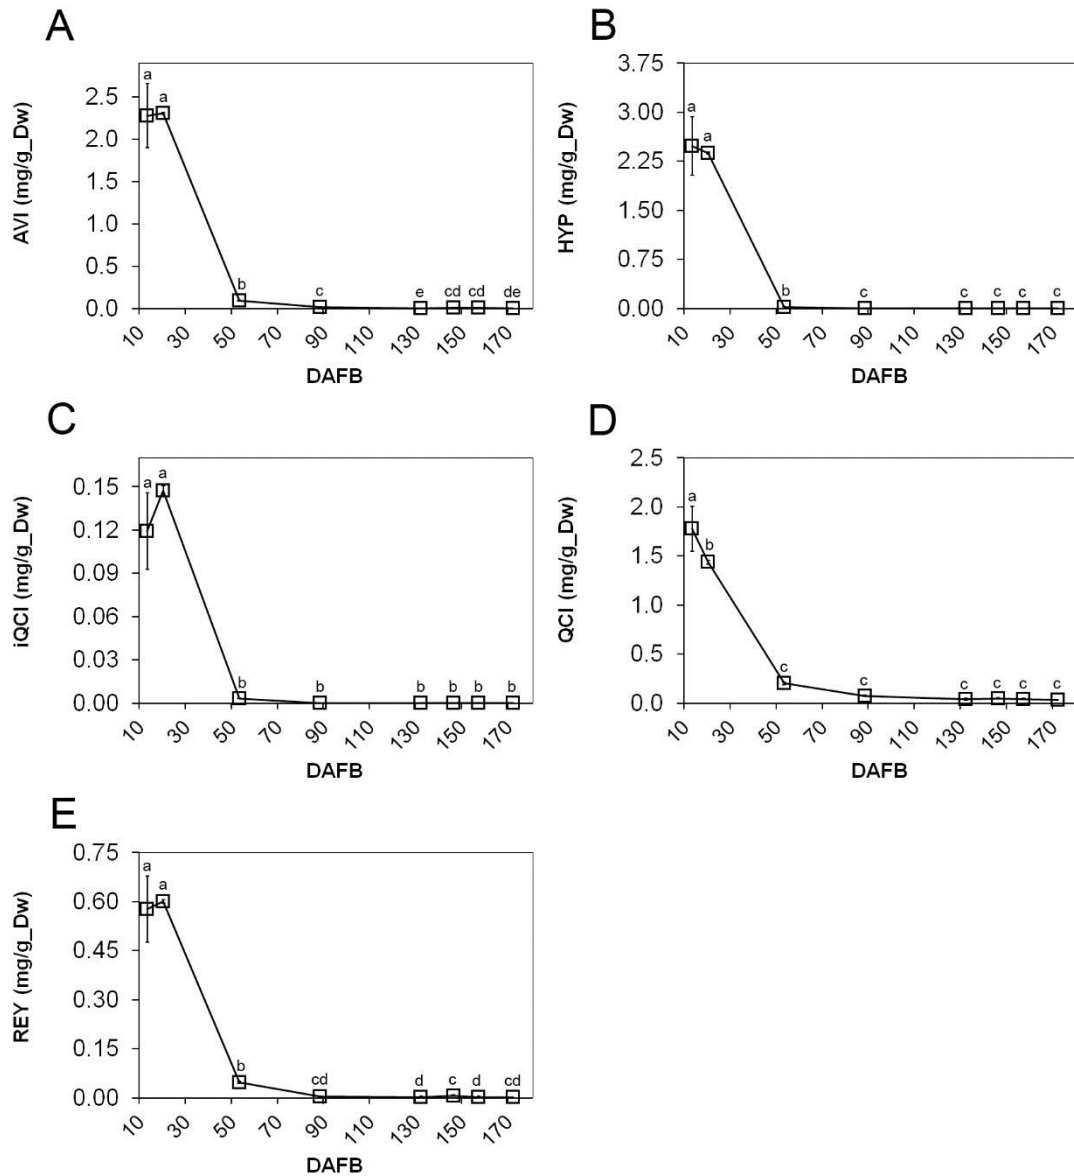 A
AVI (mg/g_Dw)
2.5
2.0
1.5
1.0
0.5
0.0
a
a
b
c
e
cd
cd
de
10
30
50
70
90
110
130
150
170
DAFB
B
HYP (mg/g_Dw)
3.75
3.00
2.25
1.50
0.75
0.00
a
a
b
c
c
c
c
c
10
30
50
70
90
110
130
150
170
DAFB
C
iQCI (mg/g_Dw)
0.15
0.12
0.09
0.06
0.03
0.00
a
a
b
b
b
b
b
b
10
30
50
70
90
110
130
150
170
DAFB
D
QCI (mg/g_Dw)
2.5
2.0
1.5
1.0
0.5
0.0
a
b
c
c
c
c
c
c
10
30
50
70
90
110
130
150
170
DAFB
E
REY (mg/g_Dw)
0.75
0.60
0.45
0.30
0.15
0.00
a
a
b
cd
d
c
d
cd
10
30
50
70
90
110
130
150
170
DAFB